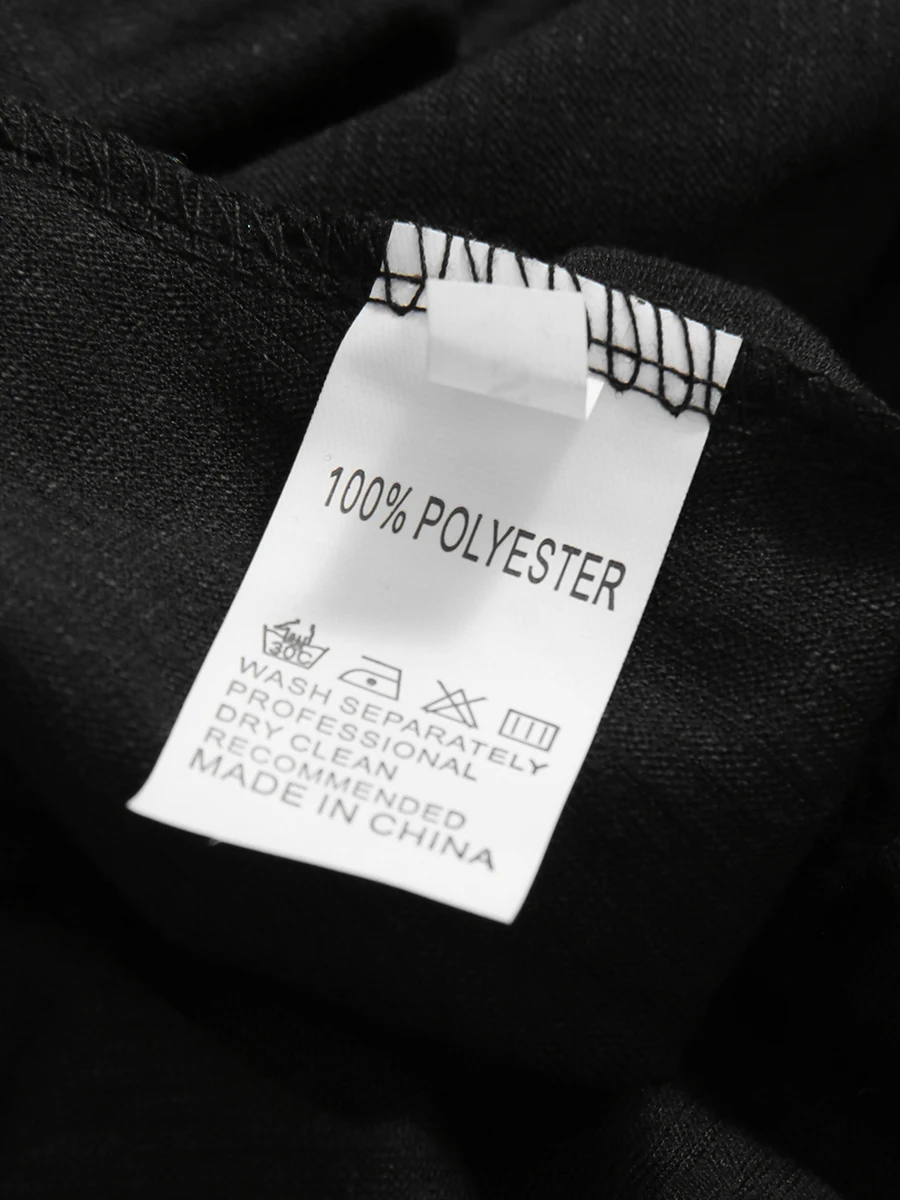 100% POLYESTER
30C
WASH SEPARATELY
PROFESSIONAL
DRY CLEAN
RECOMMENDED
MADE IN CHINA